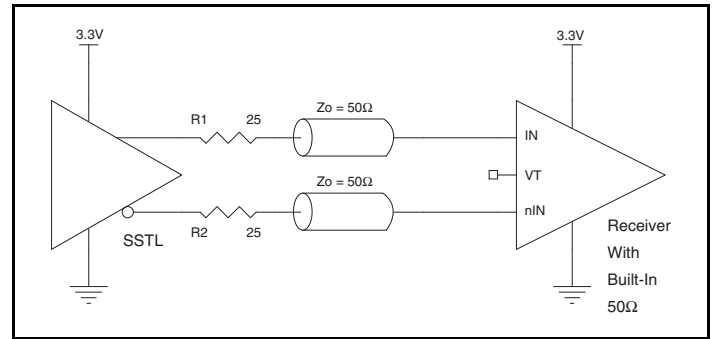 3.3V
3.3V
R1 25
Zo = 50Ω
IN
VT
Zo = 50Ω
nIN
SSTL
R2 25
Receiver
With
Built-In
50Ω